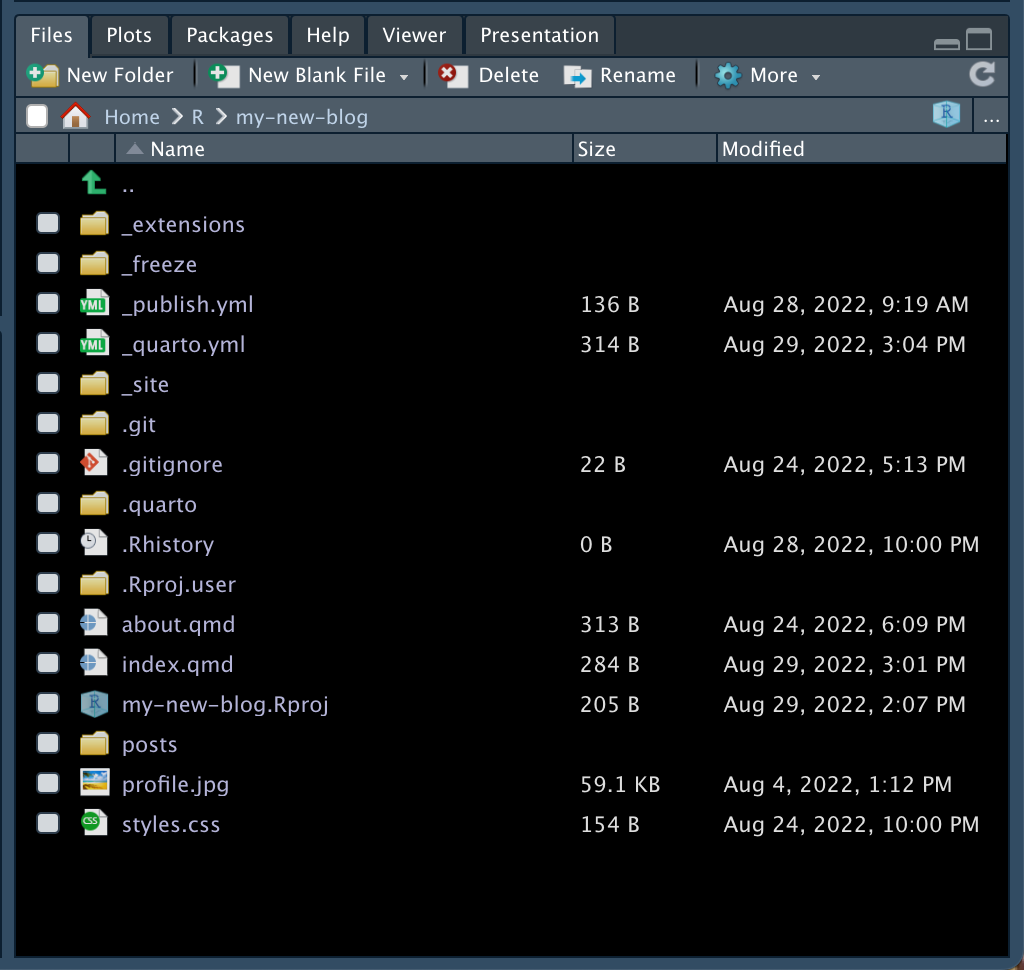 Files Plots Packages Help Viewer Presentation
New Folder New Blank File Delete Rename More
Home R my-new-blog R ...
Name Size Modified
..
_extensions
_freeze
YML _publish.yml 136 B Aug 28, 2022, 9:19 AM
YML _quarto.yml 314 B Aug 29, 2022, 3:04 PM
_site
.git
.gitignore 22 B Aug 24, 2022, 5:13 PM
.quarto
.Rhistory 0 B Aug 28, 2022, 10:00 PM
.Rproj.user
about.qmd 313 B Aug 24, 2022, 6:09 PM
index.qmd 284 B Aug 29, 2022, 3:01 PM
R my-new-blog.Rproj 205 B Aug 29, 2022, 2:07 PM
posts
profile.jpg 59.1 KB Aug 4, 2022, 1:12 PM
CSS styles.css 154 B Aug 24, 2022, 10:00 PM